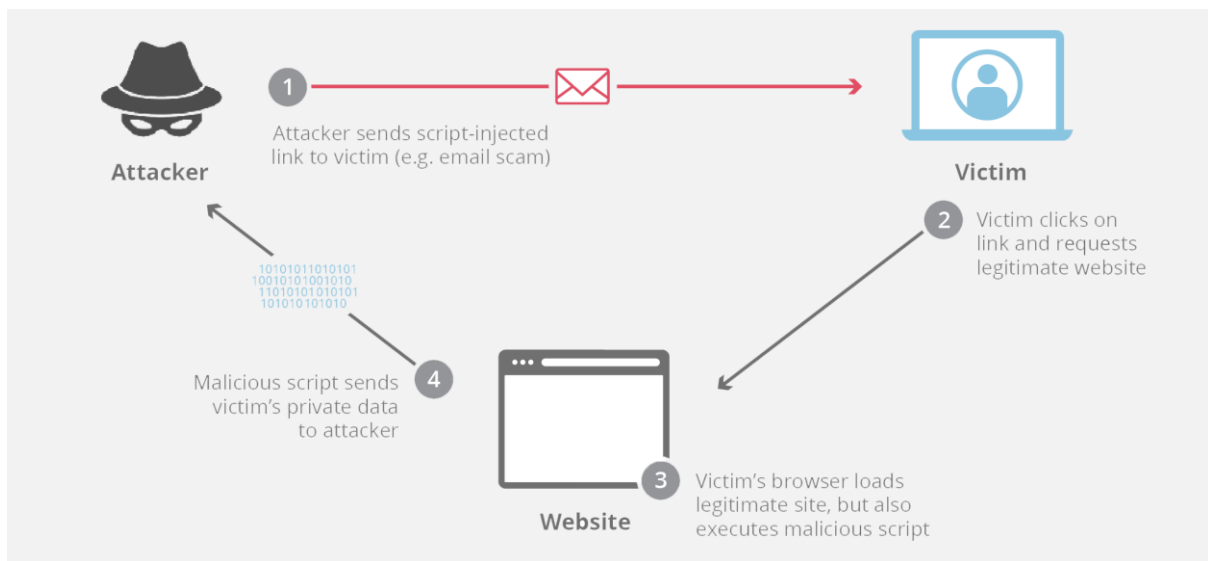 1
Attacker sends script-injected
link to victim (e.g. email scam)
Attacker
Victim
2
Victim clicks on
link and requests
legitimate website
10101011010101
10010101001010
11010101010101
101010101010
4
Malicious script sends
victim’s private data
to attacker
3
Victim’s browser loads
legitimate site, but also
executes malicious script
Website